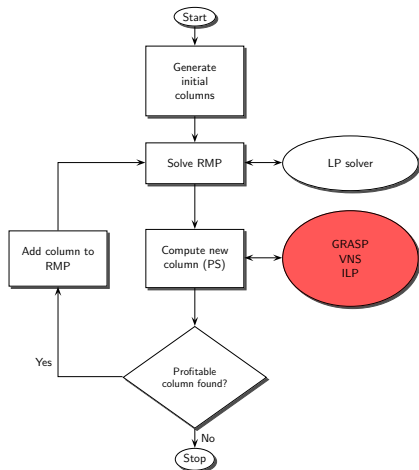 Start
Generate
initial
columns
Solve RMP
LP solver
Add column to
RMP
Compute new
column (PS)
GRASP
VNS
ILP
Yes
Profitable
column found?
No
Stop